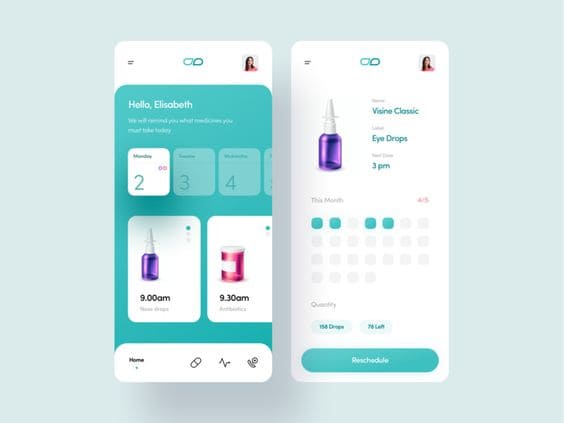 Hello, Elisabeth
We will remind you what medicines you
must take today
Monday
2
Tuesday
3
Wednesday
4
9.00am
Nose drops
9.30am
Antibiotics
Home
Name
Visine Classic
Label
Eye Drops
Next Dose
3 pm
This Month
4/5
Quantity
158 Drops
78 Left
Reschedule